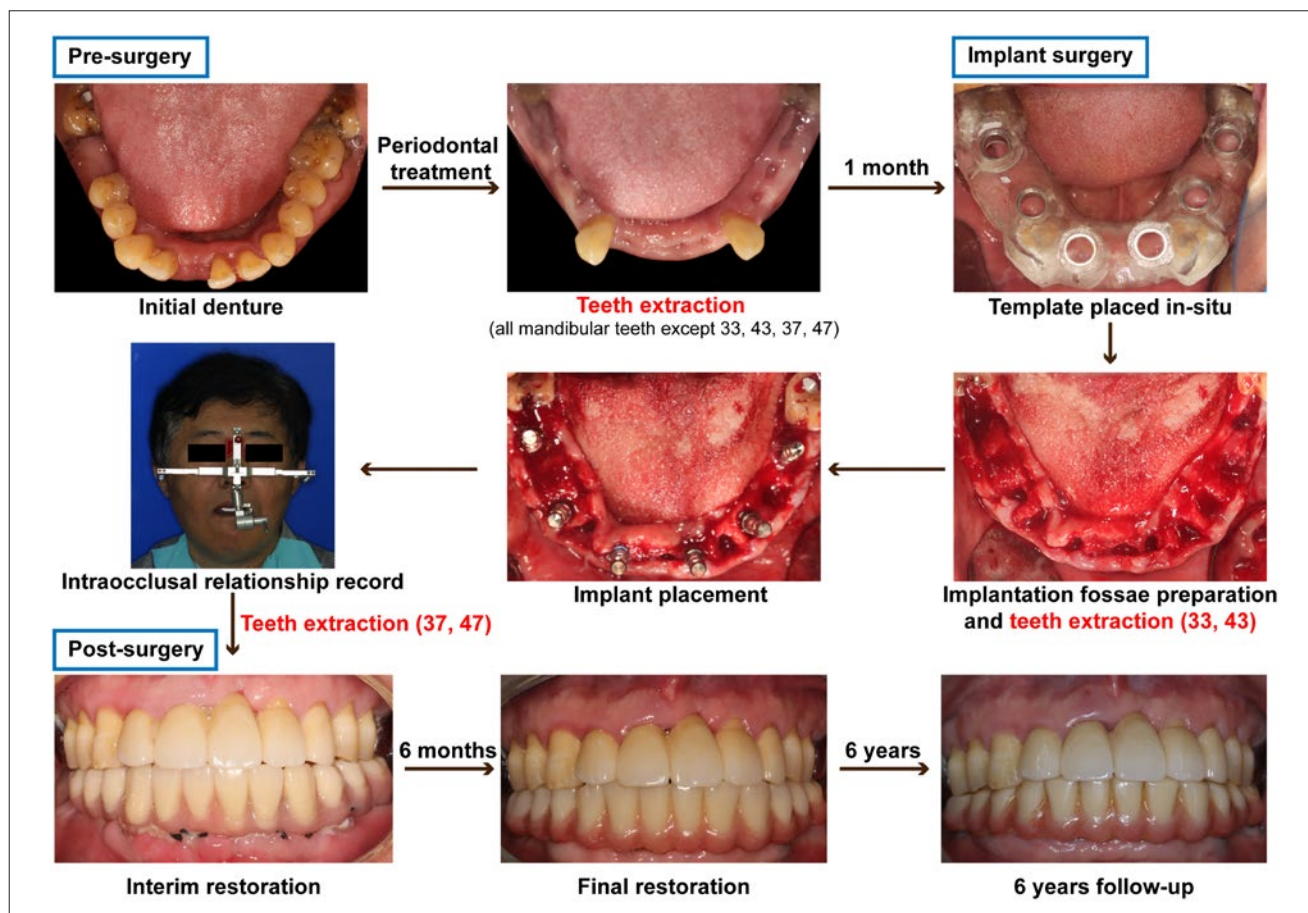 Pre-surgery
Implant surgery
Periodontal
treatment
1 month
Initial denture
Teeth extraction
(all mandibular teeth except 33, 43, 37, 47)
Template placed in-situ
Intraocclusal relationship record
Implant placement
Implantation fossae preparation
and teeth extraction (33, 43)
Teeth extraction (37, 47)
Post-surgery
6 months
6 years
Interim restoration
Final restoration
6 years follow-up